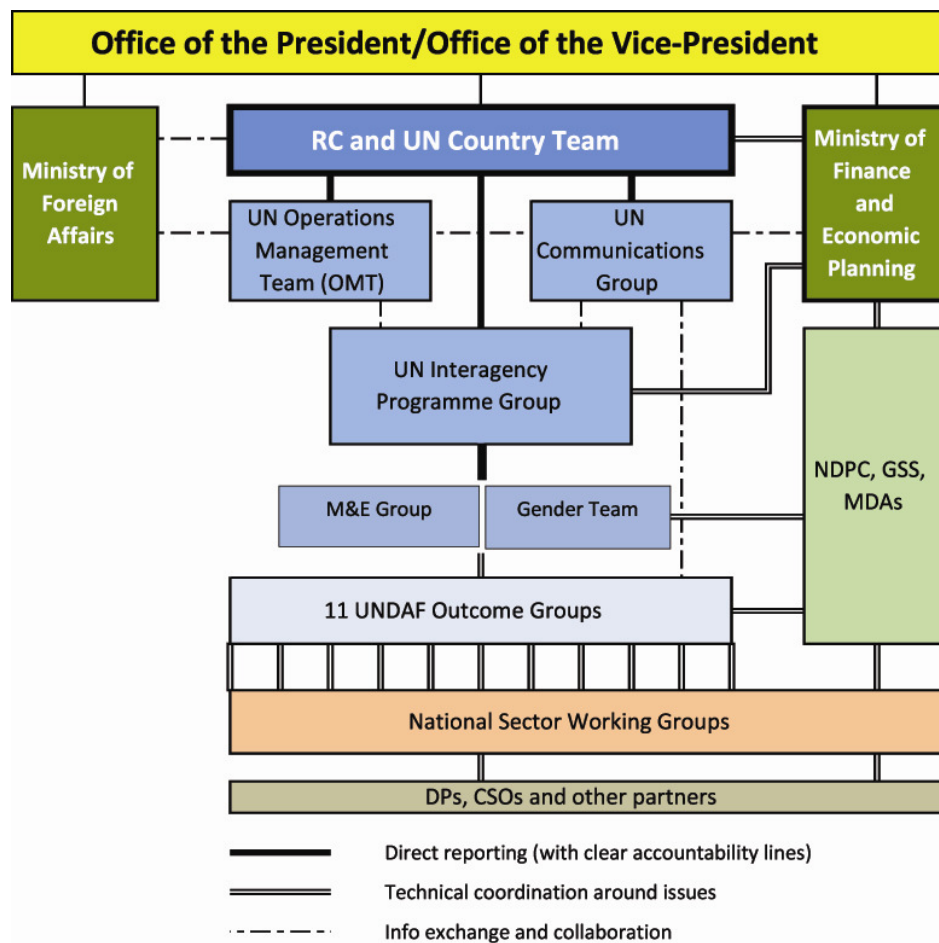 Office of the President/Office of the Vice-President
Ministry of
Foreign
Affairs
RC and UN Country Team
Ministry of
Finance
and
Economic
Planning
UN Operations
Management
Team (OMT)
UN
Communications
Group
UN Interagency
Programme Group
NDPC, GSS,
MDAs
M&E Group
Gender Team
11 UNDAF Outcome Groups
National Sector Working Groups
DPs, CSOs and other partners
Direct reporting (with clear accountability lines)
Technical coordination around issues
Info exchange and collaboration